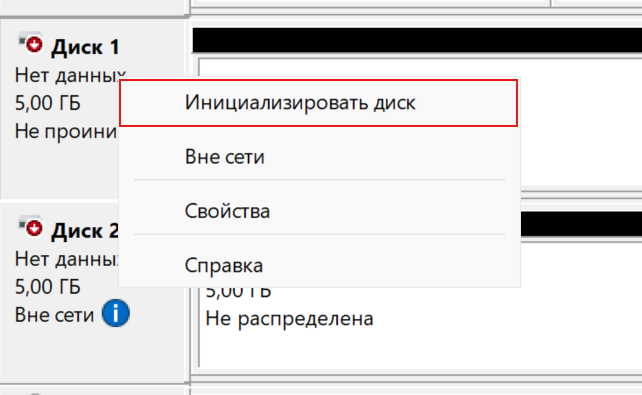 Диск 1
Нет данных
5,00 ГБ
Не проини
Инициализировать диск
Вне сети
Свойства
Справка
Диск 2
Нет данны
5,00 ГБ
Вне сети
5,00 ГБ
Не распределена